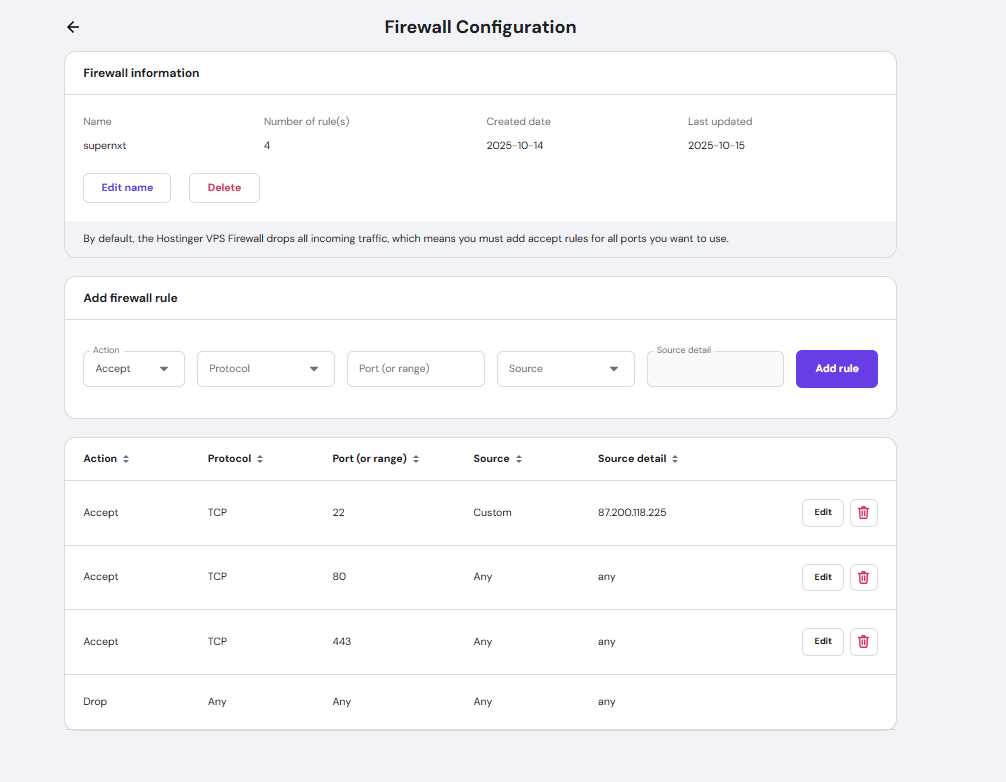 Firewall Configuration
Firewall information
Name Number of rule(s) Created date Last updated
supernxt 4 2025-10-14 2025-10-15
Edit name Delete
By default, the Hostinger VPS Firewall drops all incoming traffic, which means you must add accept rules for all ports you want to use.
Add firewall rule
Action Source detail
Accept Protocol Port (or range) Source Add rule
Action Protocol Port (or range) Source Source detail
Accept TCP 22 Custom 87.200.118.225 Edit
Accept TCP 80 Any any Edit
Accept TCP 443 Any any Edit
Drop Any Any Any any